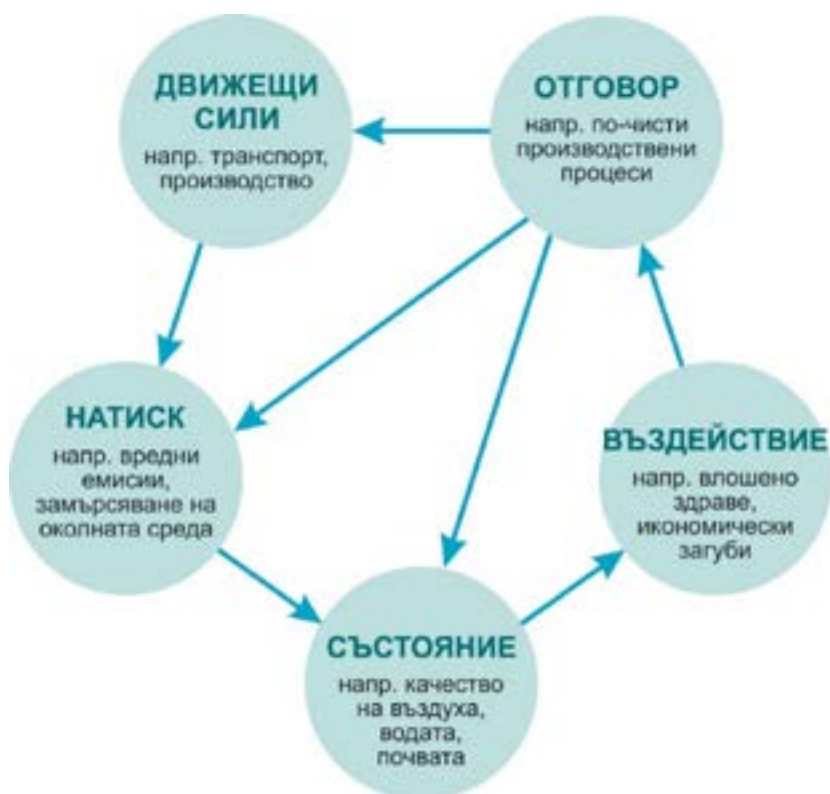 ДВИЖЕЩИ
СИЛИ
напр. транспорт,
производство
ОТГОВОР
напр. по-чисти
производствени
процеси
НАТИСК
напр. вредни
емисии,
замърсяване на
околната среда
ВЪЗДЕЙСТВИЕ
напр. влошено
здраве,
икономически
загуби
СЪСТОЯНИЕ
напр. качество
на въздуха,
водата,
почвата